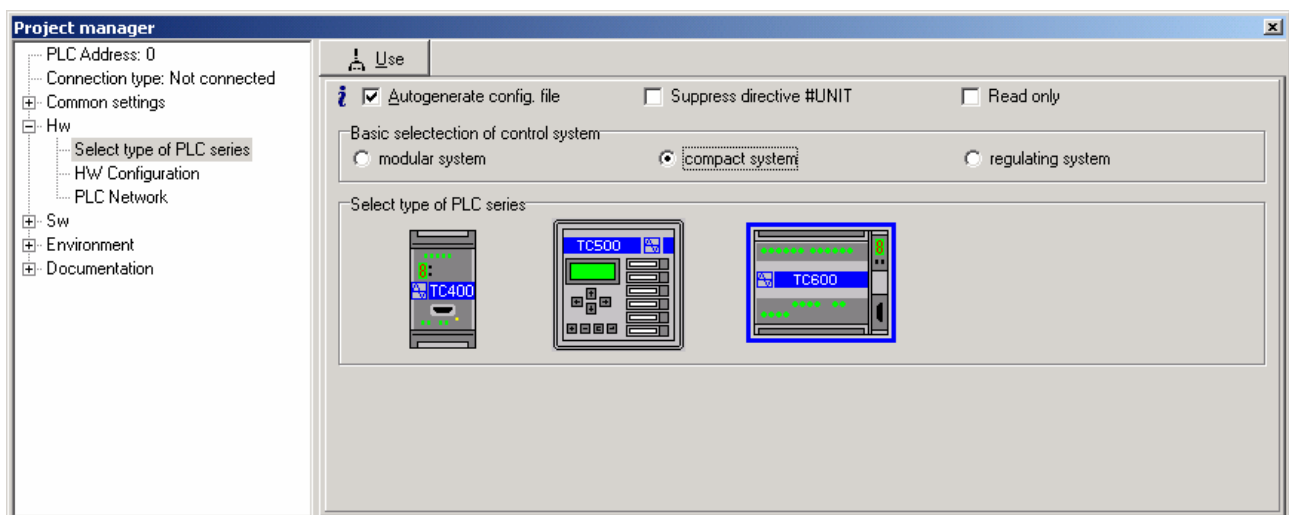 Project manager
PLC Address: 0
Connection type: Not connected
Common settings
Hw
Select type of PLC series
HW Configuration
PLC Network
Sw
Environment
Documentation
Use
Autogenerate config. file
Suppress directive #UNIT
Read only
Basic selectection of control system
modular system
compact system
regulating system
Select type of PLC series
TC400
TC500
TC600